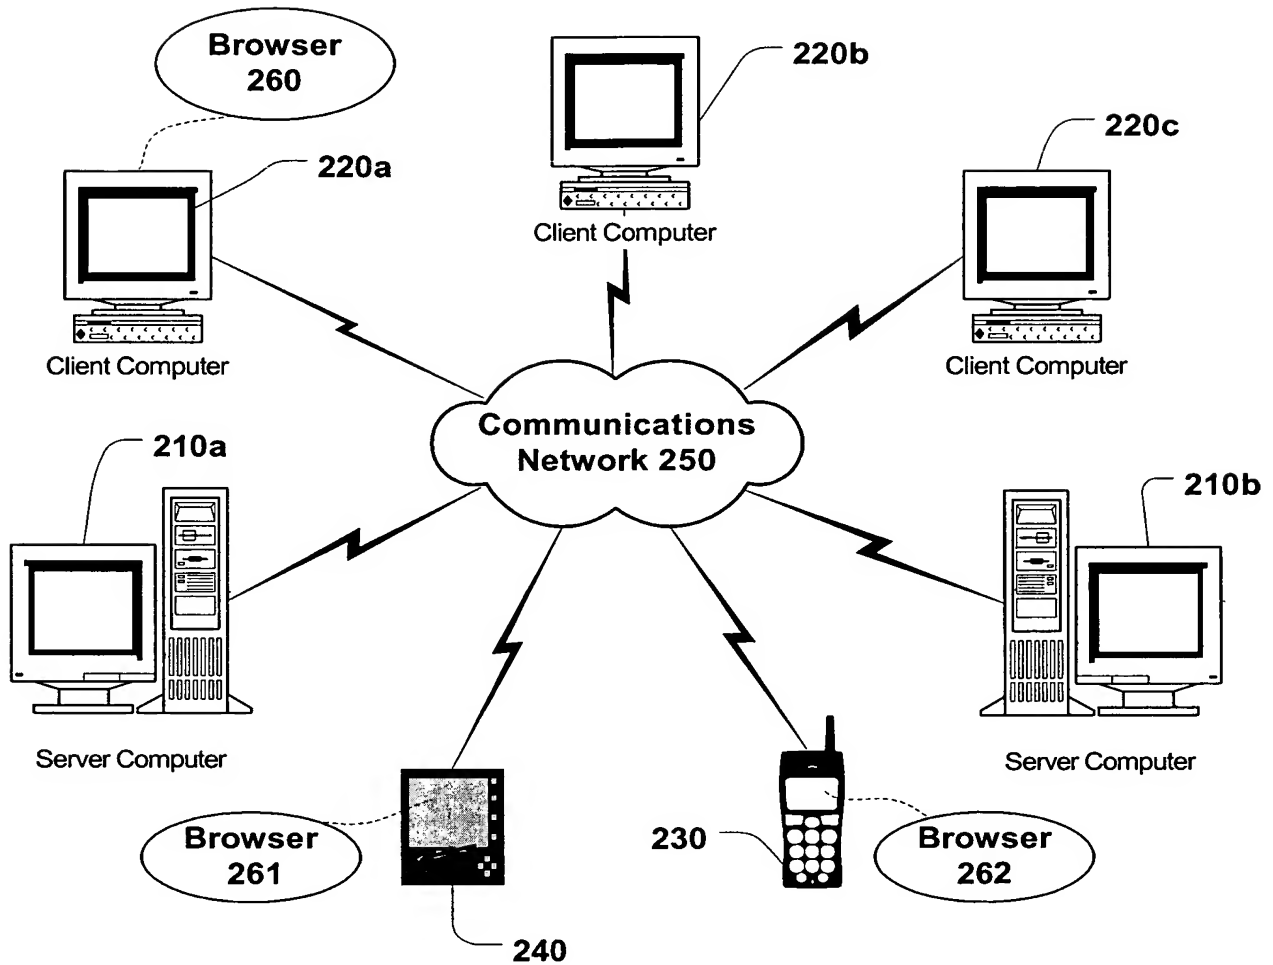 Browser
260
220b
220c
220a
Client Computer
Client Computer
Client Computer
Communications
Network 250
210a
210b
Server Computer
Server Computer
Browser
261
230
Browser
262
240